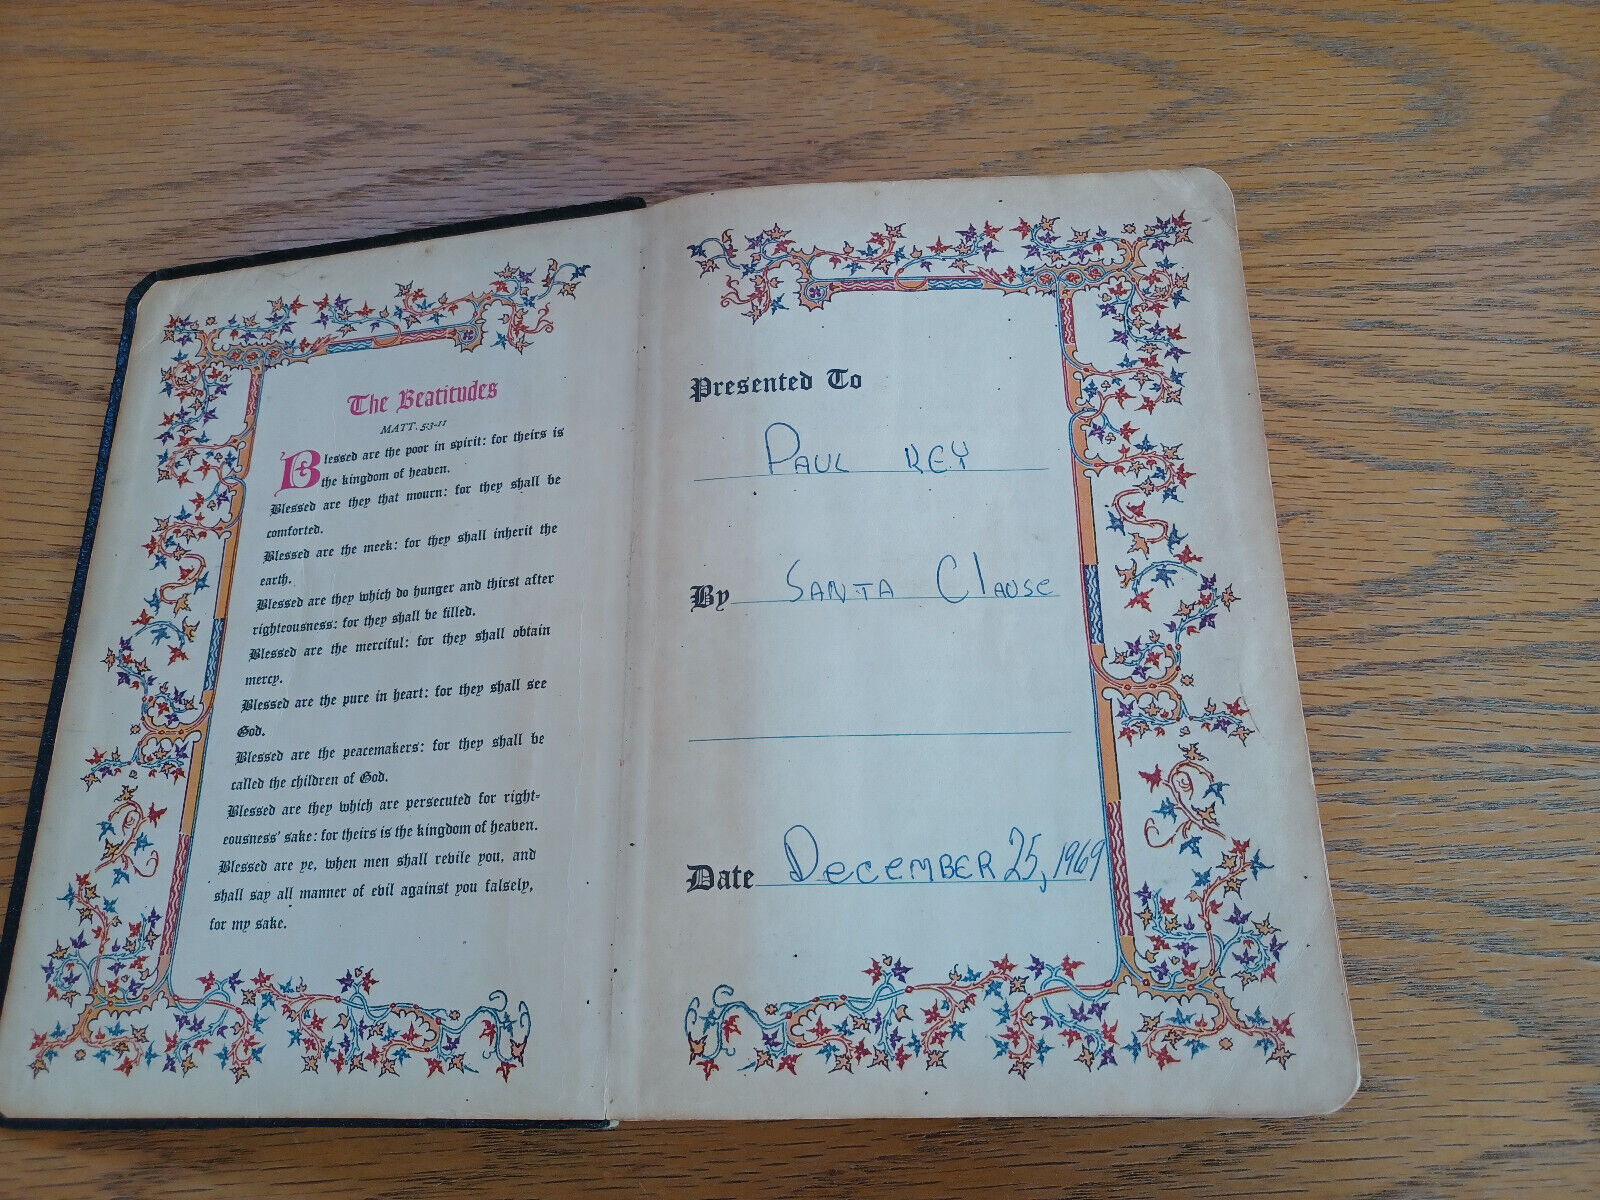 The Beatitudes
MATT. 5:3-11
Blessed are the poor in spirit: for theirs is
the kingdom of heaven.
Blessed are they that mourn: for they shall be
comforted.
Blessed are the meek: for they shall inherit the
earth.
Blessed are they which do hunger and thirst after
righteousness: for they shall be filled.
Blessed are the merciful: for they shall obtain
mercy.
Blessed are the pure in heart: for they shall see
God.
Blessed are the peacemakers: for they shall be
called the children of God.
Blessed are they which are persecuted for right-
eousness' sake: for theirs is the kingdom of heaven.
Blessed are ye, when men shall revile you, and
shall say all manner of evil against you falsely,
for my sake.
Presented To
PAUL KEY
By SANTA Clause
Date DECEMBER 25, 1969